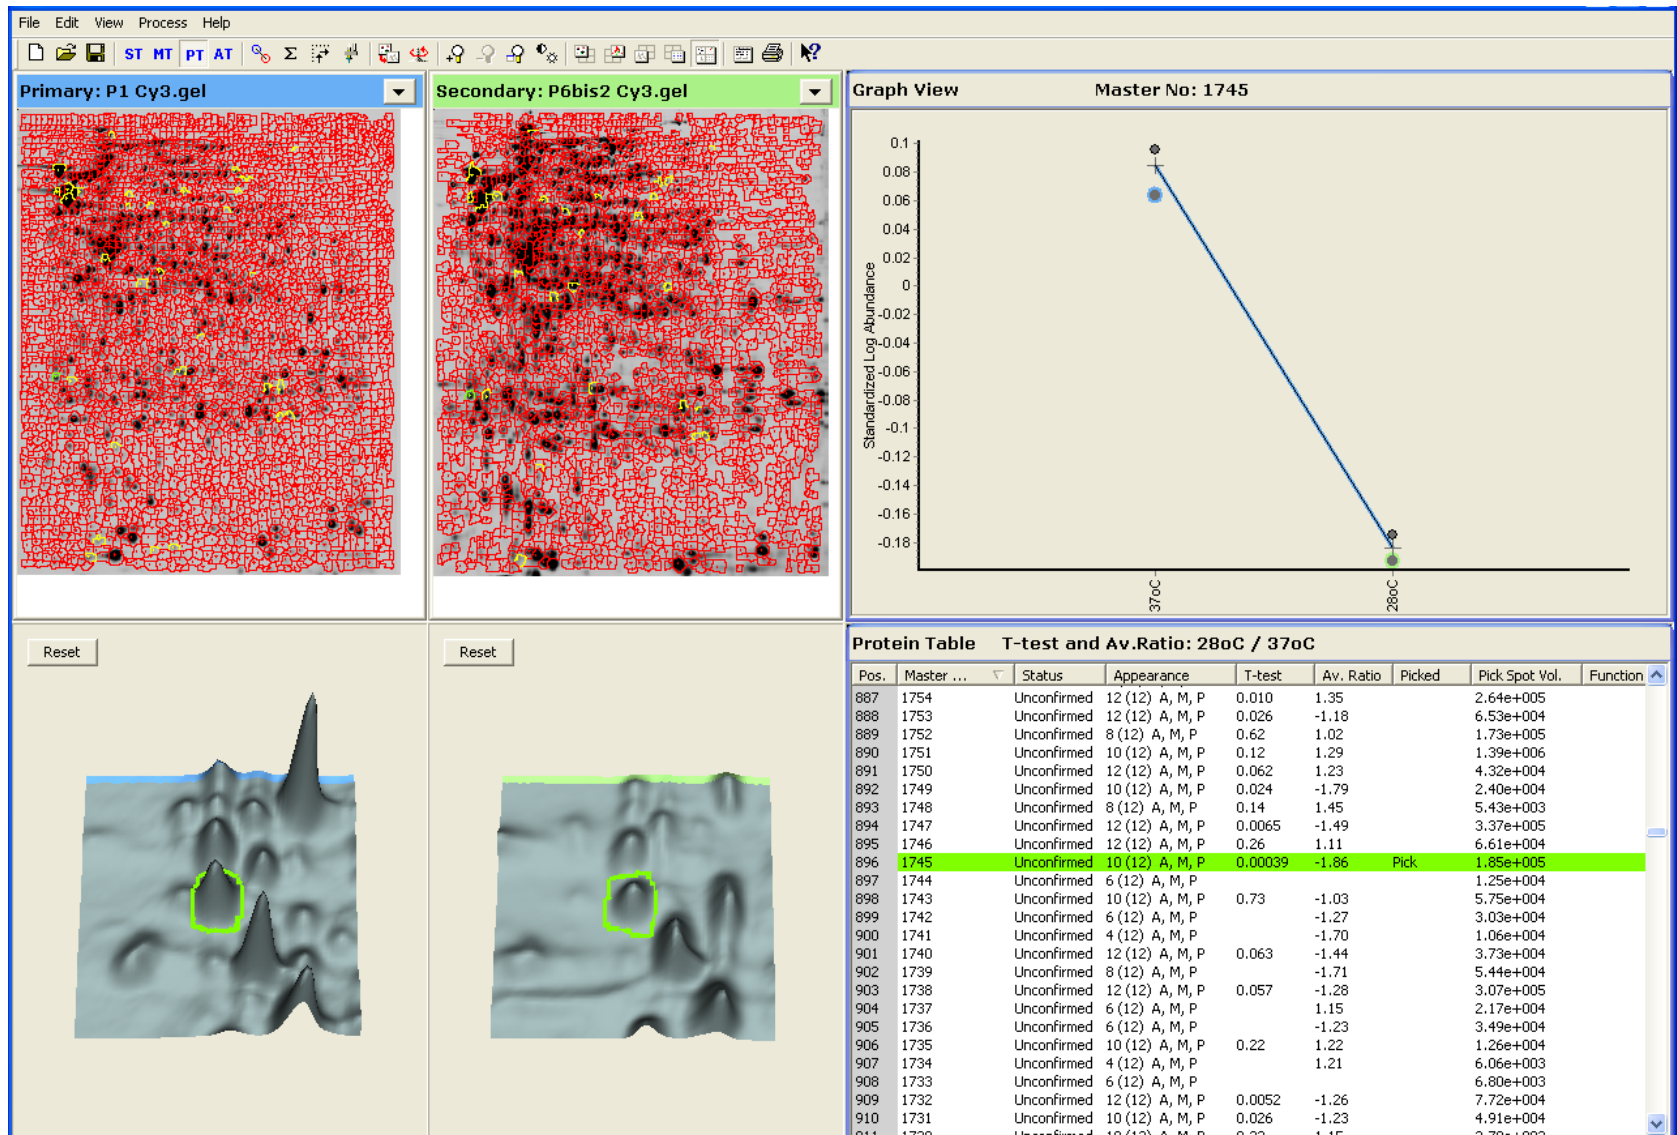 File Edit View Process Help
ST MT PT AT Σ
Primary: P1 Cy3.gel
Secondary: P6bis2 Cy3.gel
Graph View Master No: 1745
0.1
0.08
0.06
0.04
0.02
0
-0.02
-0.04
-0.06
-0.08
-0.1
-0.12
-0.14
-0.16
-0.18
Standardized Log Abundance
37oC
28oC
Reset
Reset
Protein Table T-test and Av.Ratio: 28oC / 37oC
Pos. Master ... Status Appearance T-test Av. Ratio Picked Pick Spot Vol. Function
887 1754 Unconfirmed 12 (12) A, M, P 0.010 1.35 2.64e+005
888 1753 Unconfirmed 12 (12) A, M, P 0.026 -1.18 6.53e+004
889 1752 Unconfirmed 8 (12) A, M, P 0.62 1.02 1.73e+005
890 1751 Unconfirmed 10 (12) A, M, P 0.12 1.29 1.39e+006
891 1750 Unconfirmed 12 (12) A, M, P 0.062 1.23 4.32e+004
892 1749 Unconfirmed 10 (12) A, M, P 0.024 -1.79 2.40e+004
893 1748 Unconfirmed 8 (12) A, M, P 0.14 1.45 5.43e+003
894 1747 Unconfirmed 12 (12) A, M, P 0.0065 -1.49 3.37e+005
895 1746 Unconfirmed 12 (12) A, M, P 0.26 1.11 6.61e+004
896 1745 Unconfirmed 10 (12) A, M, P 0.00039 -1.86 Pick 1.85e+005
897 1744 Unconfirmed 6 (12) A, M, P 1.25e+004
898 1743 Unconfirmed 10 (12) A, M, P 0.73 -1.03 5.75e+004
899 1742 Unconfirmed 6 (12) A, M, P -1.27 3.03e+004
900 1741 Unconfirmed 4 (12) A, M, P -1.70 1.06e+004
901 1740 Unconfirmed 12 (12) A, M, P 0.063 -1.44 3.73e+004
902 1739 Unconfirmed 8 (12) A, M, P -1.71 5.44e+004
903 1738 Unconfirmed 12 (12) A, M, P 0.057 -1.28 3.07e+005
904 1737 Unconfirmed 6 (12) A, M, P 1.15 2.17e+004
905 1736 Unconfirmed 6 (12) A, M, P -1.23 3.49e+004
906 1735 Unconfirmed 10 (12) A, M, P 0.22 1.22 1.26e+004
907 1734 Unconfirmed 4 (12) A, M, P 1.21 6.06e+003
908 1733 Unconfirmed 6 (12) A, M, P 6.80e+003
909 1732 Unconfirmed 12 (12) A, M, P 0.0052 -1.26 7.72e+004
910 1731 Unconfirmed 10 (12) A, M, P 0.026 -1.23 4.91e+004